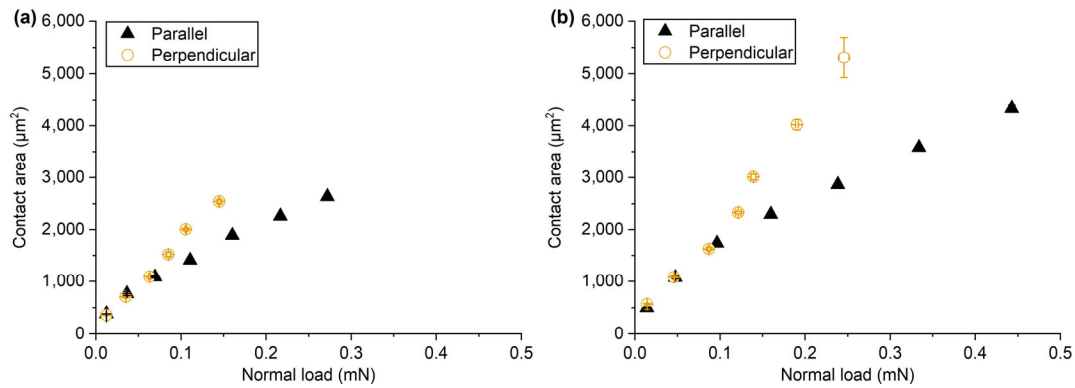 (a)
Parallel
Perpendicular
6,000
5,000
4,000
3,000
2,000
1,000
0
Contact area (µm²)
0.0 0.1 0.2 0.3 0.4 0.5
Normal load (mN)
(b)
Parallel
Perpendicular
6,000
5,000
4,000
3,000
2,000
1,000
0
Contact area (µm²)
0.0 0.1 0.2 0.3 0.4 0.5
Normal load (mN)